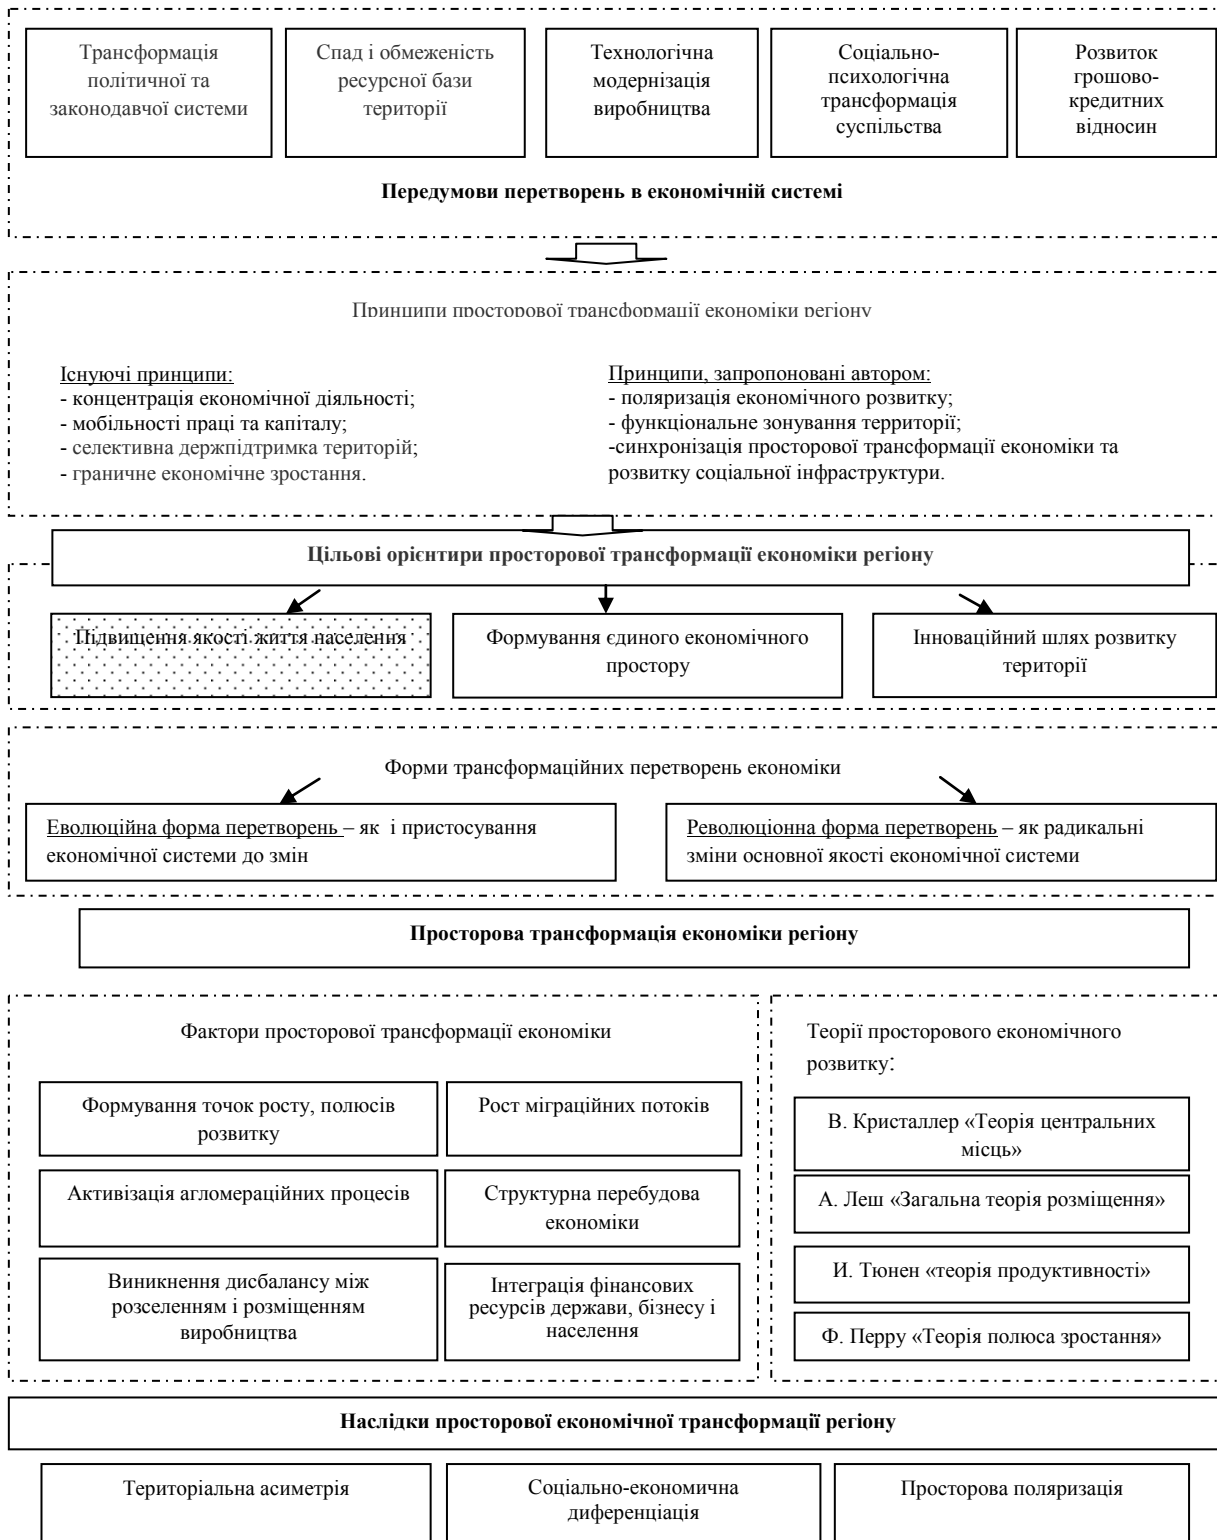 Трансформація
політичної та
законодавчої системи
Спад і обмеженість
ресурсної бази
території
Технологічна
модернізація
виробництва
Соціально-
психологічна
трансформація
суспільства
Розвиток
грошово-
кредитних
відносин
Передумови перетворень в економічній системі
Принципи просторової трансформації економіки регіону
Існуючі принципи:
- концентрація економічної діяльності;
- мобільності праці та капіталу;
- селективна держпідтримка територій;
- граничне економічне зростання.
Принципи, запропоновані автором:
- поляризація економічного розвитку;
- функціональне зонування території;
-синхронізація просторової трансформації економіки та
розвитку соціальної інфраструктури.
Цільові орієнтири просторової трансформації економіки регіону
Підвищення якості життя населення
Формування єдиного економічного
простору
Інноваційний шлях розвитку
території
Форми трансформаційних перетворень економіки
Еволюційна форма перетворень – як  і пристосування
економічної системи до змін
Революціонна форма перетворень – як радикальні
зміни основної якості економічної системи
Просторова трансформація економіки регіону
Фактори просторової трансформації економіки
Формування точок росту, полюсів
розвитку
Рост міграційних потоків
Активізація агломераційних процесів
Структурна перебудова
економіки
Виникнення дисбалансу між
розселенням і розміщенням
виробництва
Інтеграція фінансових
ресурсів держави, бізнесу і
населення
Теорії просторового економічного
розвитку:
В. Кристаллер «Теорія центральних
місць»
А. Леш «Загальна теорія розміщення»
И. Тюнен «теорія продуктивності»
Ф. Перру «Теорія полюса зростання»
Наслідки просторової економічної трансформації регіону
Територіальна асиметрія
Соціально-економична
диференціація
Просторова поляризація